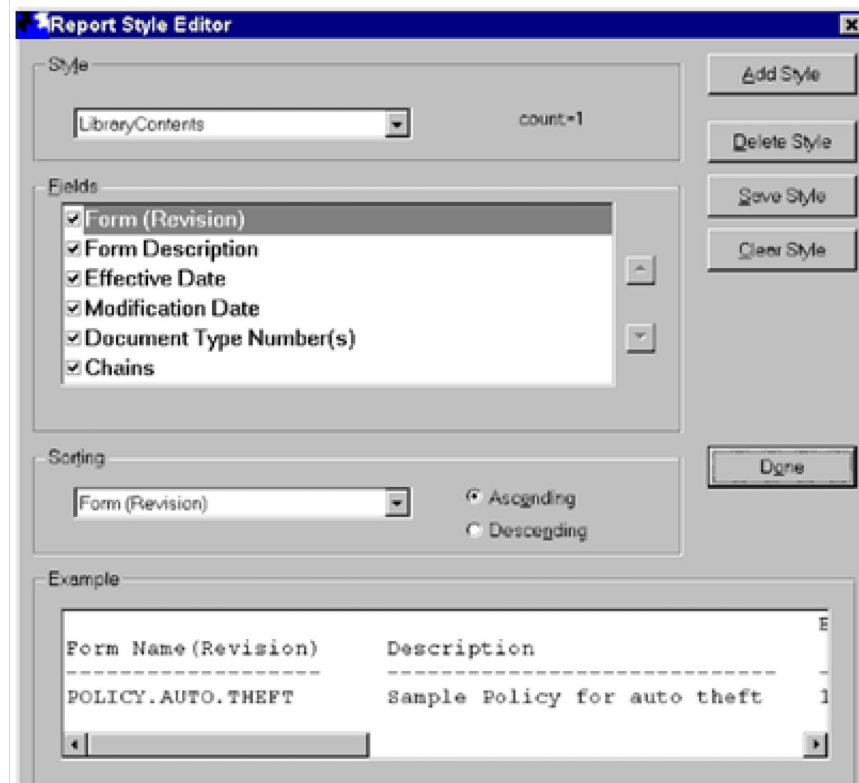 Report Style Editor
Style
Add Style
LibraryContents
count=1
Delete Style
Fields
Save Style
Form (Revision)
Form Description
Clear Style
Effective Date
Modification Date
Document Type Number(s)
Chains
Sorting
Done
Form (Revision)
Ascending
Descending
Example
E
Form Name(Revision) Description
------------------- ----------------------------- -
POLICY.AUTO.THEFT Sample Policy for auto theft 1